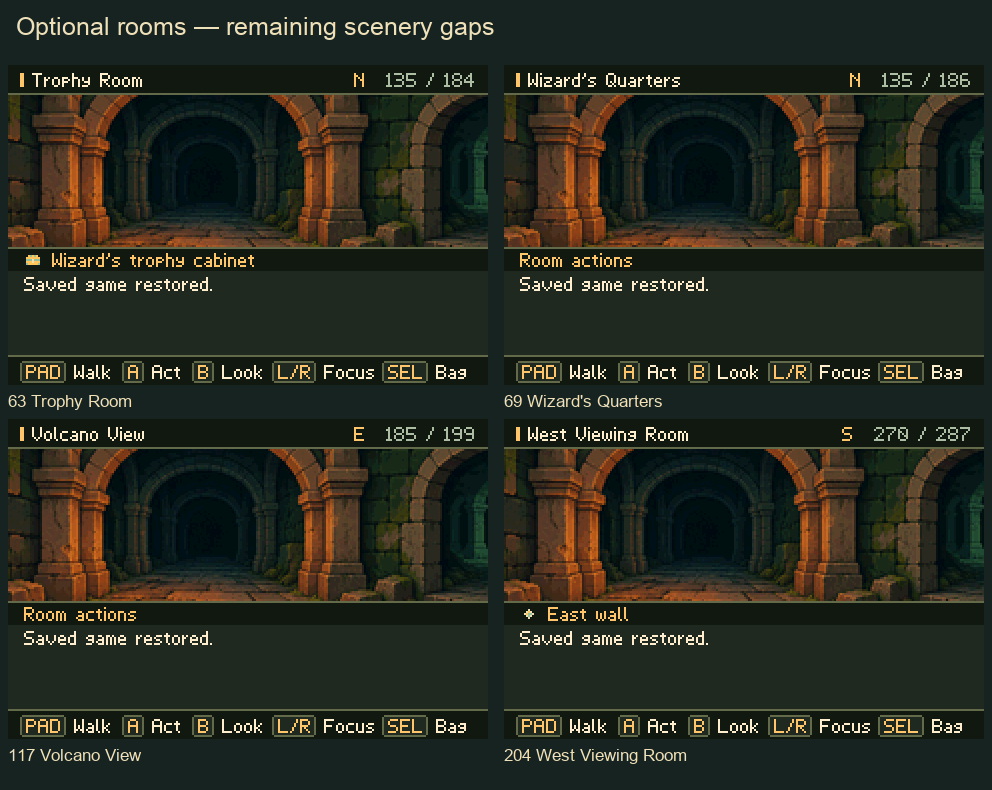 Optional rooms — remaining scenery gaps
Trophy Room N 135 / 184
Wizard's trophy cabinet
Saved game restored.
PAD Walk A Act B Look L/R Focus SEL Bag
63 Trophy Room
Wizard's Quarters N 135 / 186
Room actions
Saved game restored.
PAD Walk A Act B Look L/R Focus SEL Bag
69 Wizard's Quarters
Volcano View E 185 / 199
Room actions
Saved game restored.
PAD Walk A Act B Look L/R Focus SEL Bag
117 Volcano View
West Viewing Room S 270 / 287
East wall
Saved game restored.
PAD Walk A Act B Look L/R Focus SEL Bag
204 West Viewing Room